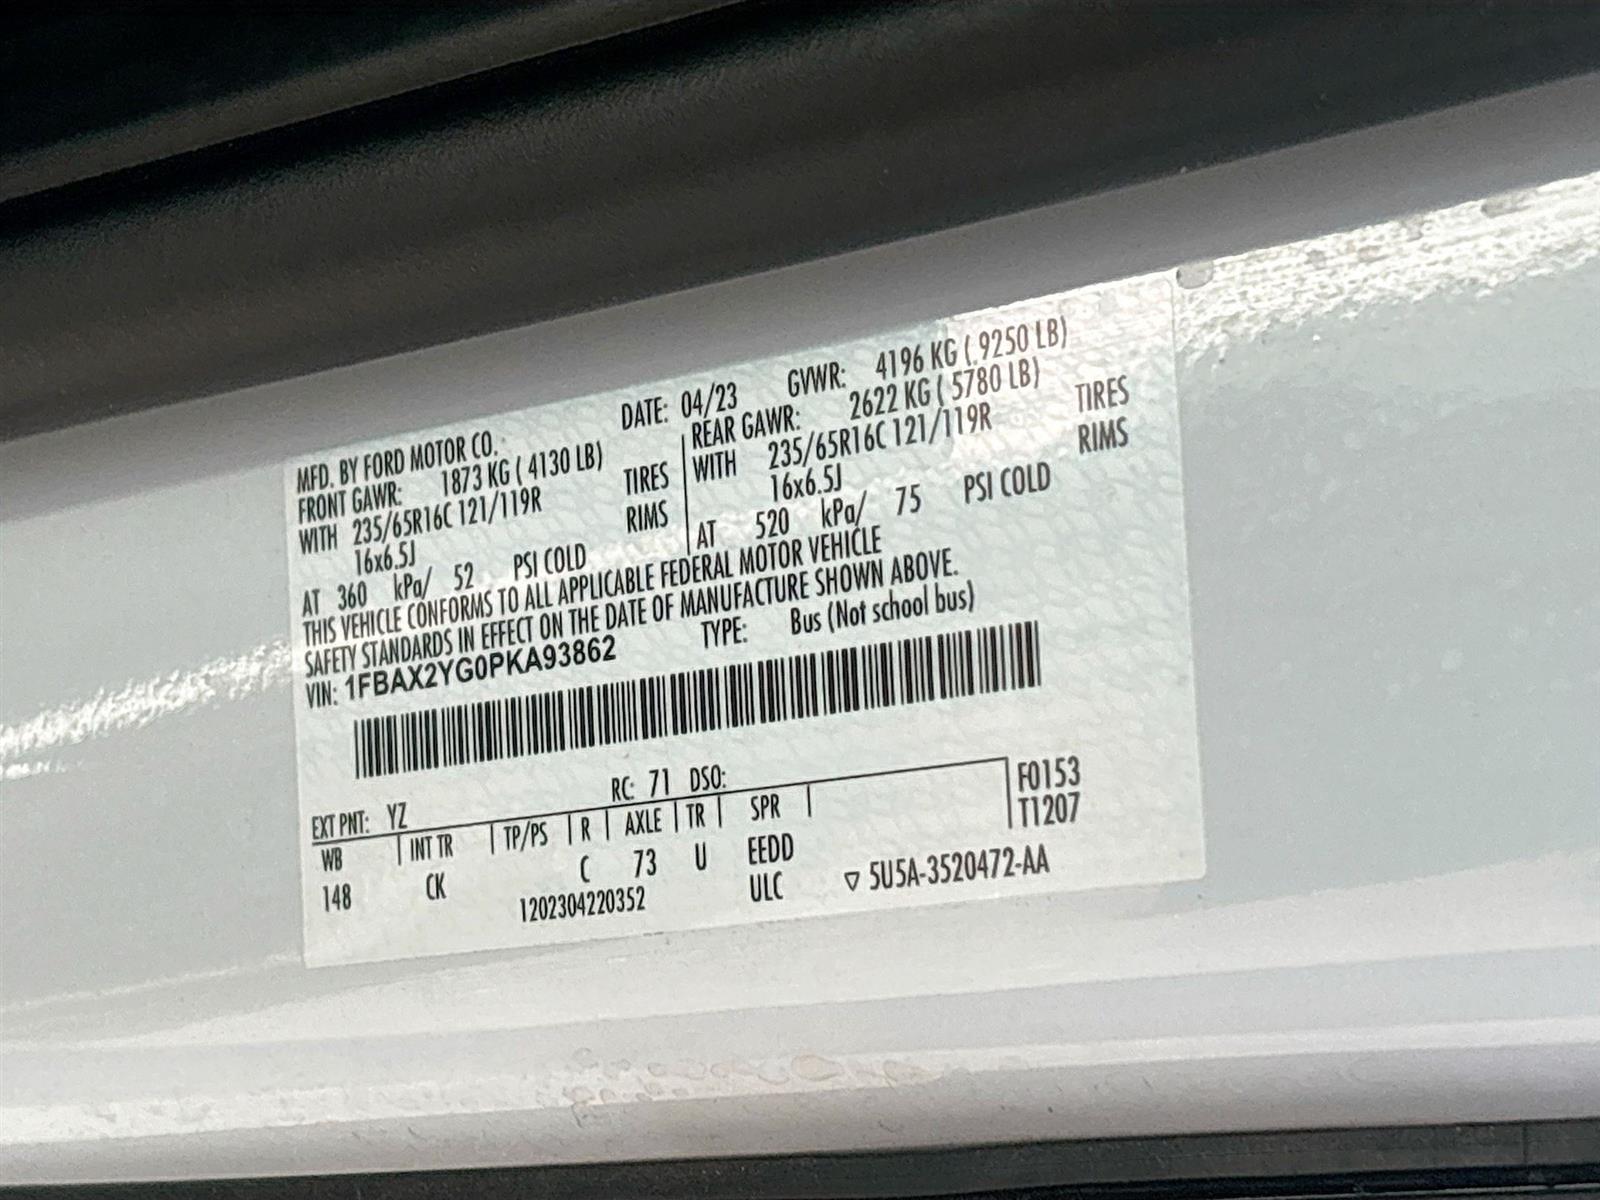 MFD. BY FORD MOTOR CO. DATE: 04/23 GVWR: 4196 KG ( 9250 LB)
FRONT GAWR: 1873 KG ( 4130 LB) REAR GAWR: 2622 KG ( 5780 LB)
WITH 235/65R16C 121/119R TIRES WITH 235/65R16C 121/119R TIRES
16x6.5J RIMS 16x6.5J RIMS
AT 360 kPa/ 52 PSI COLD AT 520 kPa/ 75 PSI COLD
THIS VEHICLE CONFORMS TO ALL APPLICABLE FEDERAL MOTOR VEHICLE
SAFETY STANDARDS IN EFFECT ON THE DATE OF MANUFACTURE SHOWN ABOVE.
VIN: 1FBAX2YG0PKA93862 TYPE: Bus (Not school bus)
EXT PNT: YZ RC: 71 DSO: F0153
WB INT TR TP/PS R AXLE TR SPR T1207
148 CK C 73 U EEDD
1202304220352 ULC ▽ 5U5A-3520472-AA